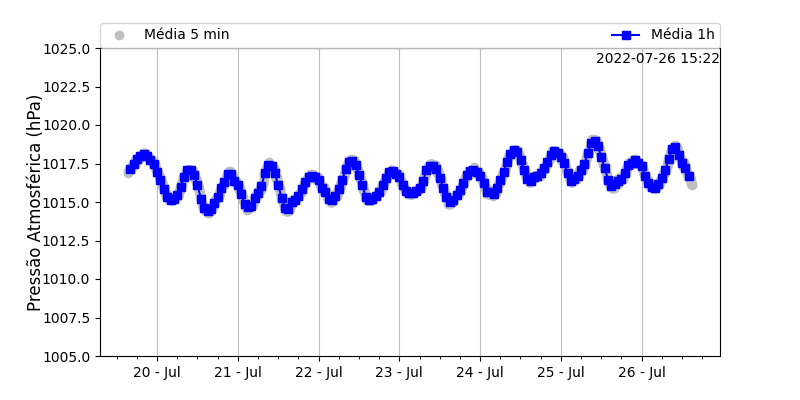 Média 5 min
Média 1h
2022-07-26 15:22
Pressão Atmosférica (hPa)
1025.0
1022.5
1020.0
1017.5
1015.0
1012.5
1010.0
1007.5
1005.0
20 - Jul
21 - Jul
22 - Jul
23 - Jul
24 - Jul
25 - Jul
26 - Jul